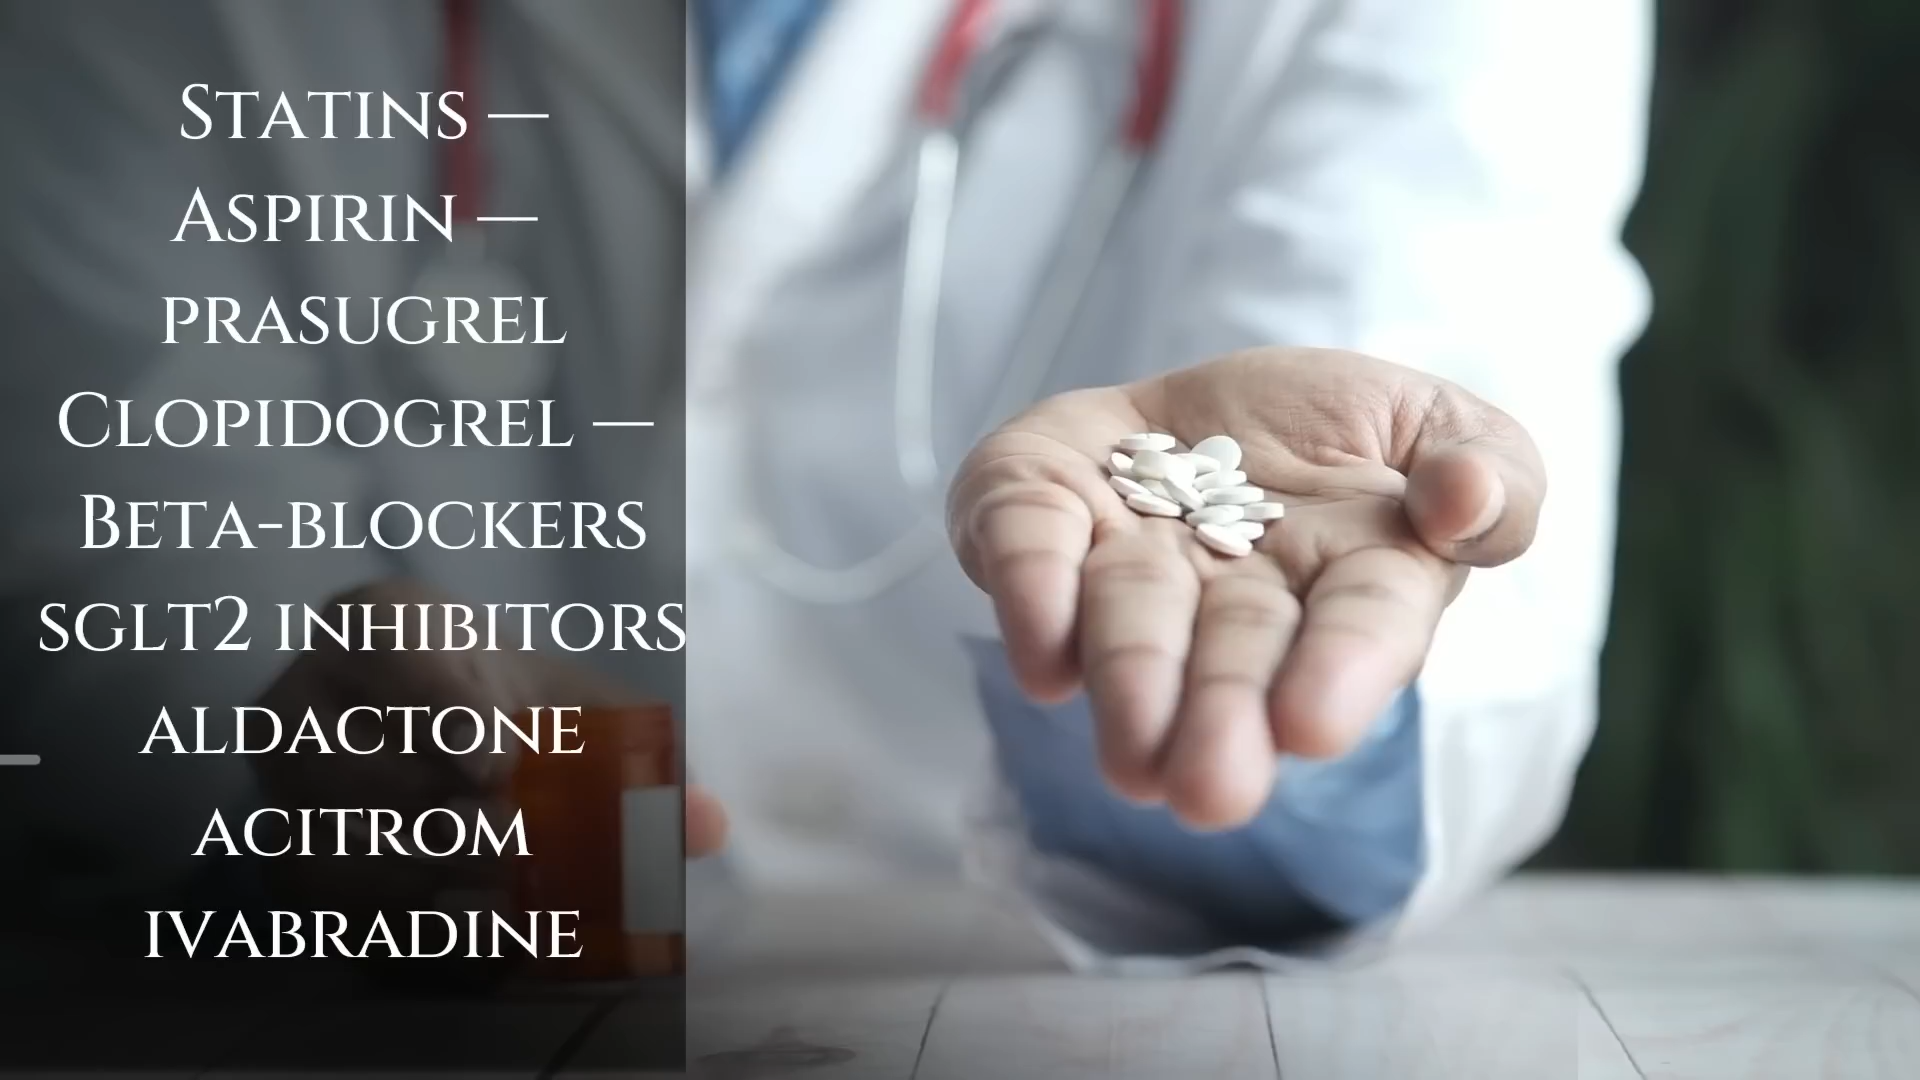 Statins —
Aspirin —
prasugrel
Clopidogrel —
Beta-blockers
sglt2 inhibitors
aldactone
acitrom
ivabradine